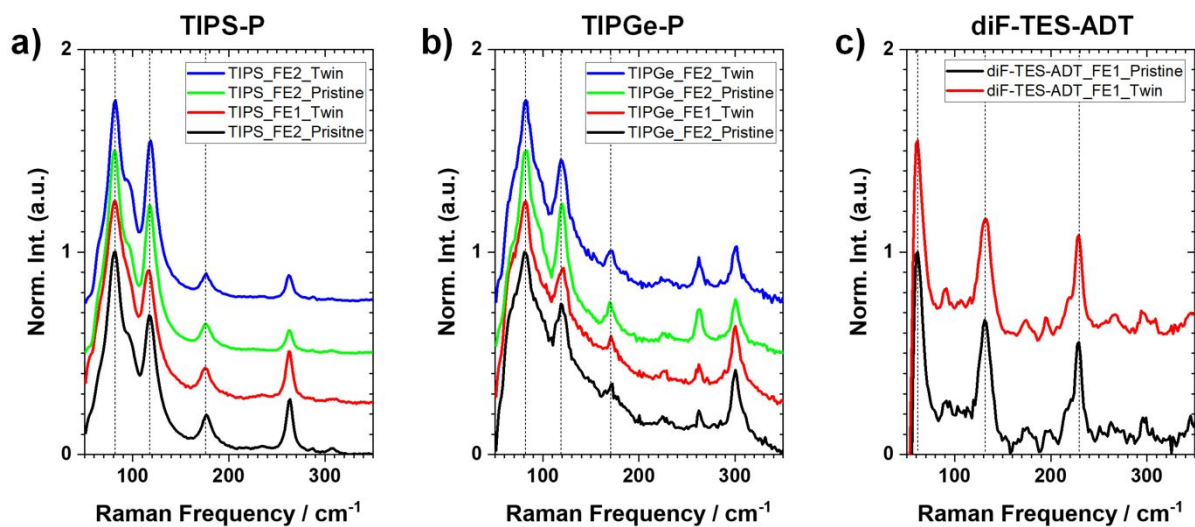 a)
TIPS-P
2
1
0
Norm. Int. (a.u.)
TIPS_FE2_Twin
TIPS_FE2_Pristine
TIPS_FE1_Twin
TIPS_FE2_Prisitne
100
200
300
Raman Frequency / cm⁻¹
b)
TIPGe-P
2
1
0
Norm. Int. (a.u.)
TIPGe_FE2_Twin
TIPGe_FE2_Pristine
TIPGe_FE1_Twin
TIPGe_FE2_Pristine
100
200
300
Raman Frequency / cm⁻¹
c)
diF-TES-ADT
2
1
0
Norm. Int. (a.u.)
diF-TES-ADT_FE1_Pristine
diF-TES-ADT_FE1_Twin
100
200
300
Raman Frequency / cm⁻¹